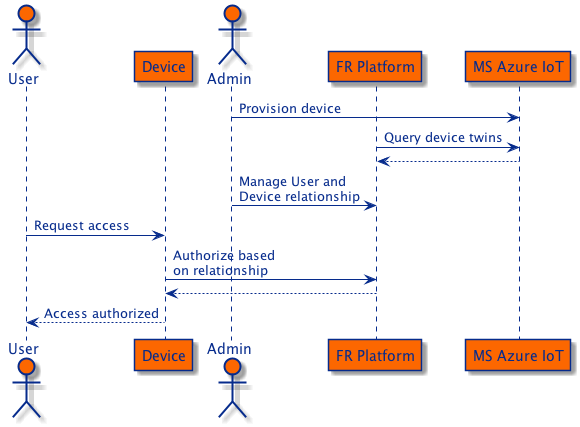 User
Device
Admin
FR Platform
MS Azure IoT
Provision device
Query device twins
Manage User and
Device relationship
Request access
Authorize based
on relationship
Access authorized
User
Device
Admin
FR Platform
MS Azure IoT